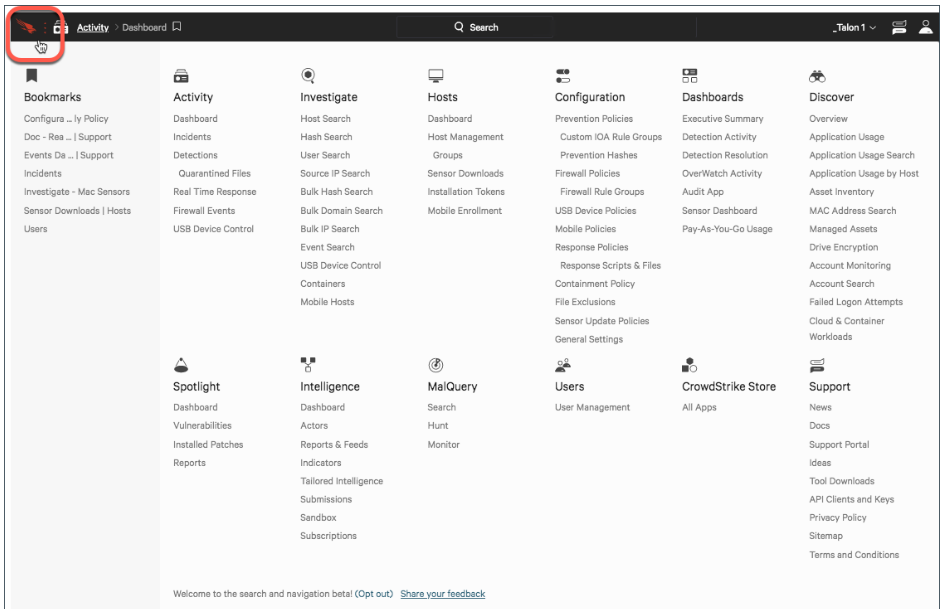 Activity > Dashboard
Search
_Talon 1
Bookmarks
Configura ... ly Policy
Doc - Rea ... | Support
Events Da ... | Support
Incidents
Investigate - Mac Sensors
Sensor Downloads | Hosts
Users
Activity
Dashboard
Incidents
Detections
Quarantined Files
Real Time Response
Firewall Events
USB Device Control
Investigate
Host Search
Hash Search
User Search
Source IP Search
Bulk Hash Search
Bulk Domain Search
Bulk IP Search
Event Search
USB Device Control
Containers
Mobile Hosts
Hosts
Dashboard
Host Management
Groups
Sensor Downloads
Installation Tokens
Mobile Enrollment
Configuration
Prevention Policies
Custom IOA Rule Groups
Prevention Hashes
Firewall Policies
Firewall Rule Groups
USB Device Policies
Mobile Policies
Response Policies
Response Scripts & Files
Containment Policy
File Exclusions
Sensor Update Policies
General Settings
Dashboards
Executive Summary
Detection Activity
Detection Resolution
OverWatch Activity
Audit App
Sensor Dashboard
Pay-As-You-Go Usage
Discover
Overview
Application Usage
Application Usage Search
Application Usage by Host
Asset Inventory
MAC Address Search
Managed Assets
Drive Encryption
Account Monitoring
Account Search
Failed Logon Attempts
Cloud & Container
Workloads
Spotlight
Dashboard
Vulnerabilities
Installed Patches
Reports
Intelligence
Dashboard
Actors
Reports & Feeds
Indicators
Tailored Intelligence
Submissions
Sandbox
Subscriptions
MalQuery
Search
Hunt
Monitor
Users
User Management
CrowdStrike Store
All Apps
Support
News
Docs
Support Portal
Ideas
Tool Downloads
API Clients and Keys
Privacy Policy
Sitemap
Terms and Conditions
Welcome to the search and navigation beta! (Opt out) Share your feedback